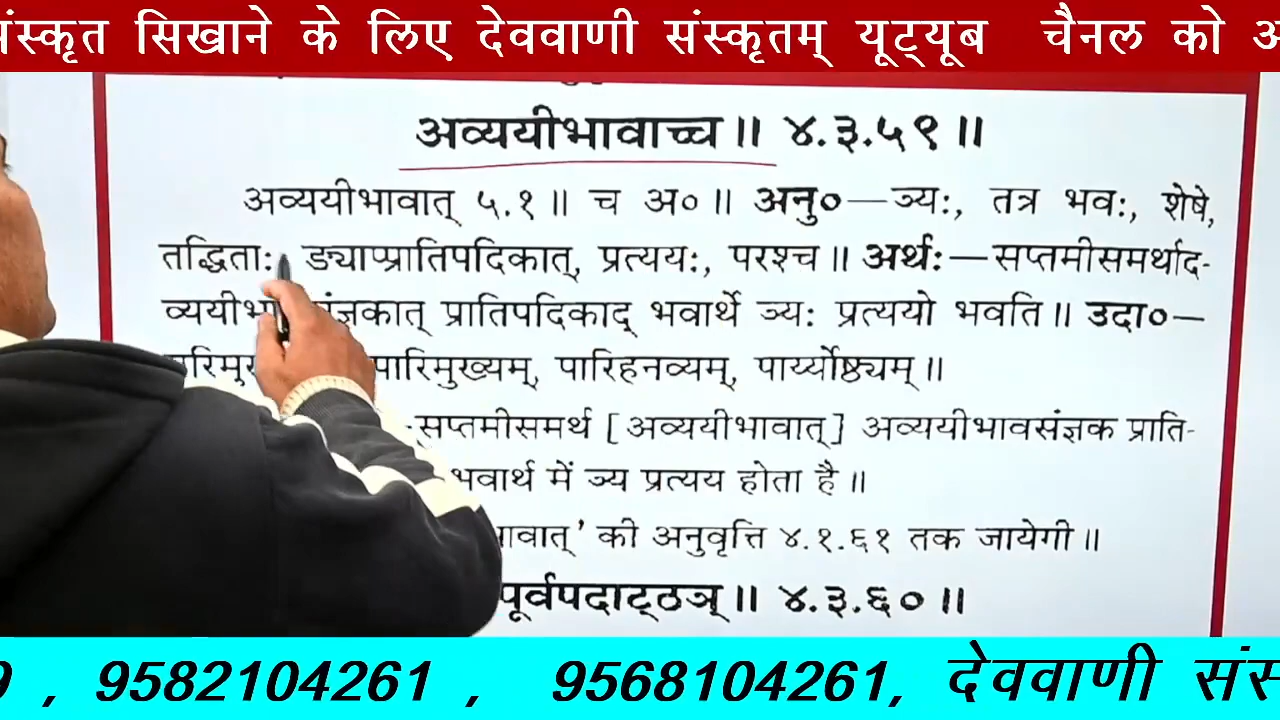 संस्कृत सिखाने के लिए देववाणी संस्कृतम् यूट्यूब चैनल को
अव्ययीभावाच्च॥ ४.३.५९॥
अव्ययीभावात् ५.१॥ च अ०॥ अनु०—ञ्यः, तत्र भवः, शेषे,
तद्धिताः, ङ्याप्प्रातिपदिकात्, प्रत्ययः, परश्च॥ अर्थः—सप्तमीसमर्थाद-
प्रातिपदिकाद् भवार्थे ञ्यः प्रत्ययो भवति॥ उदा०—
पारिमुख्यम्, पारिहनव्यम्, पार्य्योष्ठ्यम्॥
सप्तमीसमर्थ [अव्ययीभावात्] अव्ययीभावसंज्ञक प्राति-
भवार्थ में ञ्य प्रत्यय होता है॥
की अनुवृत्ति ४.१.६१ तक जायेगी॥
पूर्वपदाट्ठञ्॥ ४.३.६०॥
, 9582104261 , 9568104261, देववाणी